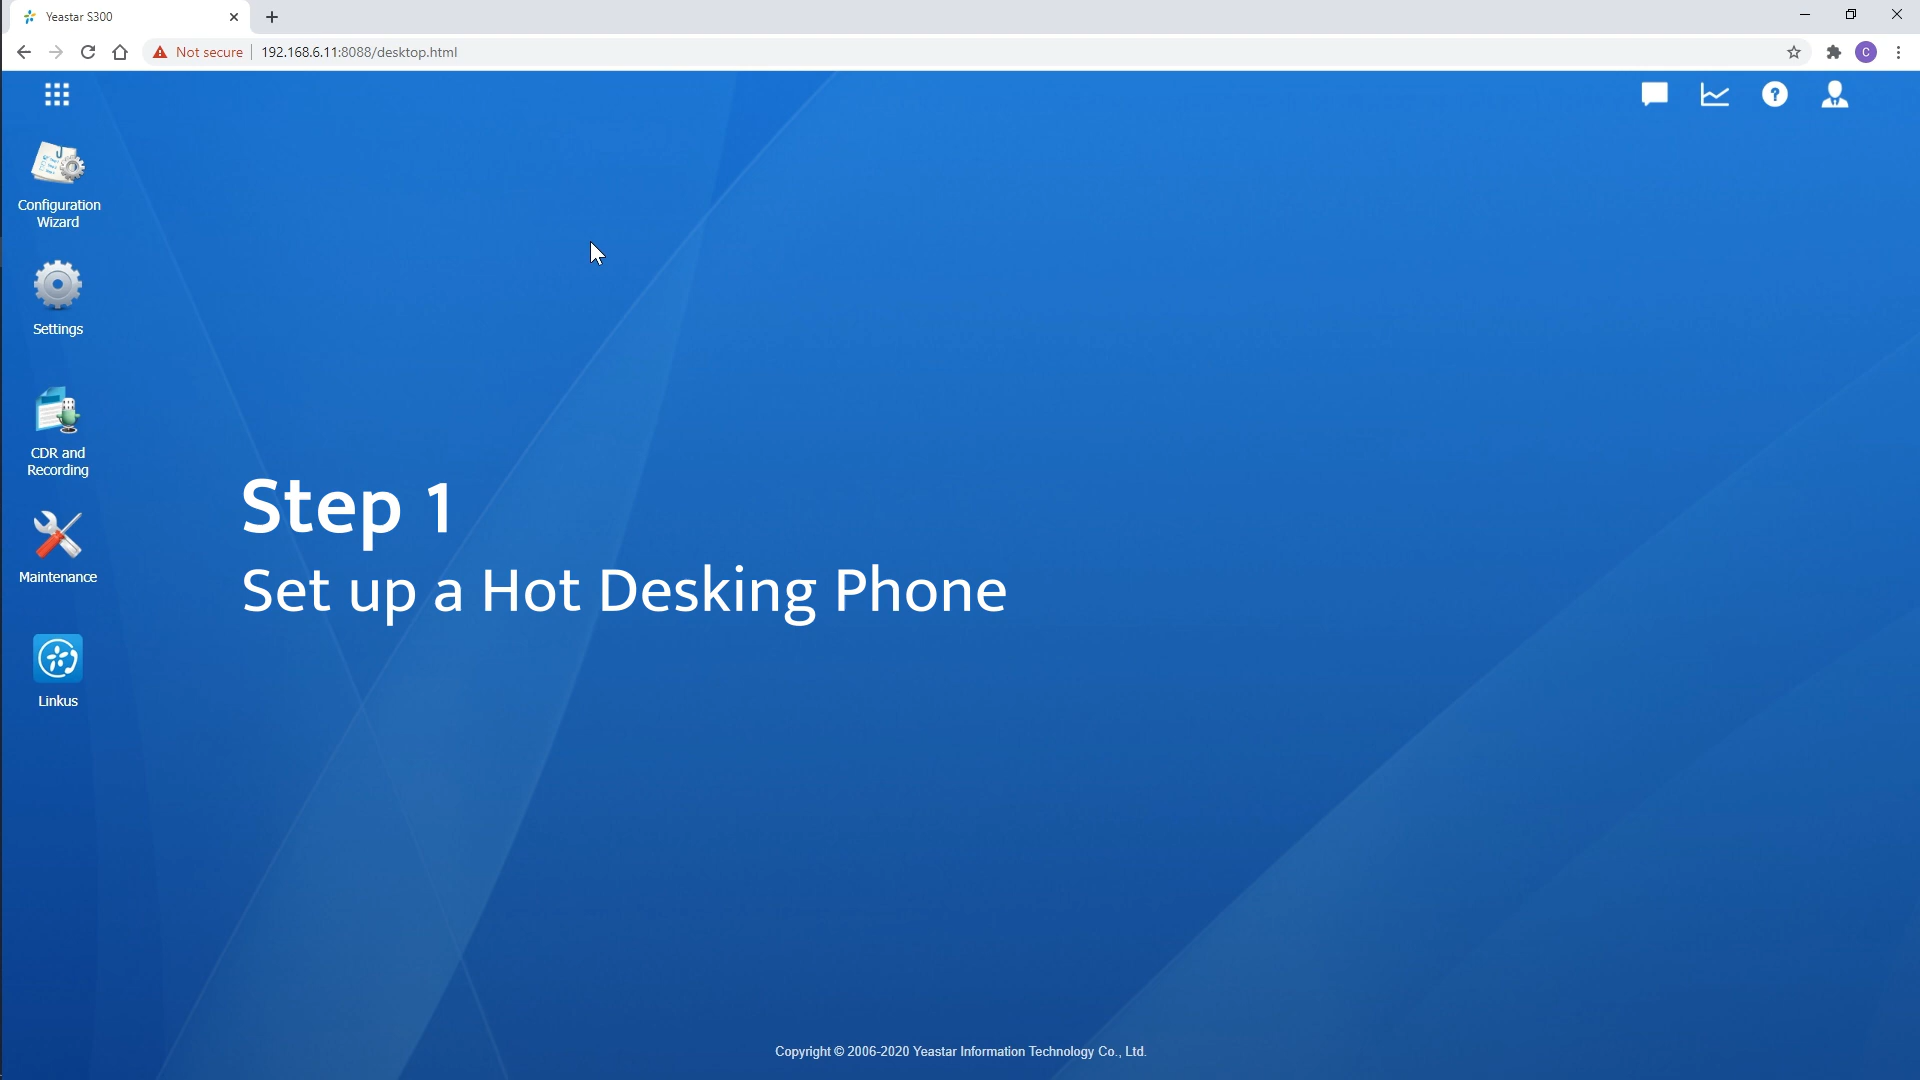 Yeastar S300
Not secure
192.168.6.11:8088/desktop.html
C
?
Configuration
Wizard
Settings
CDR and
Recording
Step 1
Set up a Hot Desking Phone
Maintenance
Linkus
Copyright © 2006-2020 Yeastar Information Technology Co., Ltd.